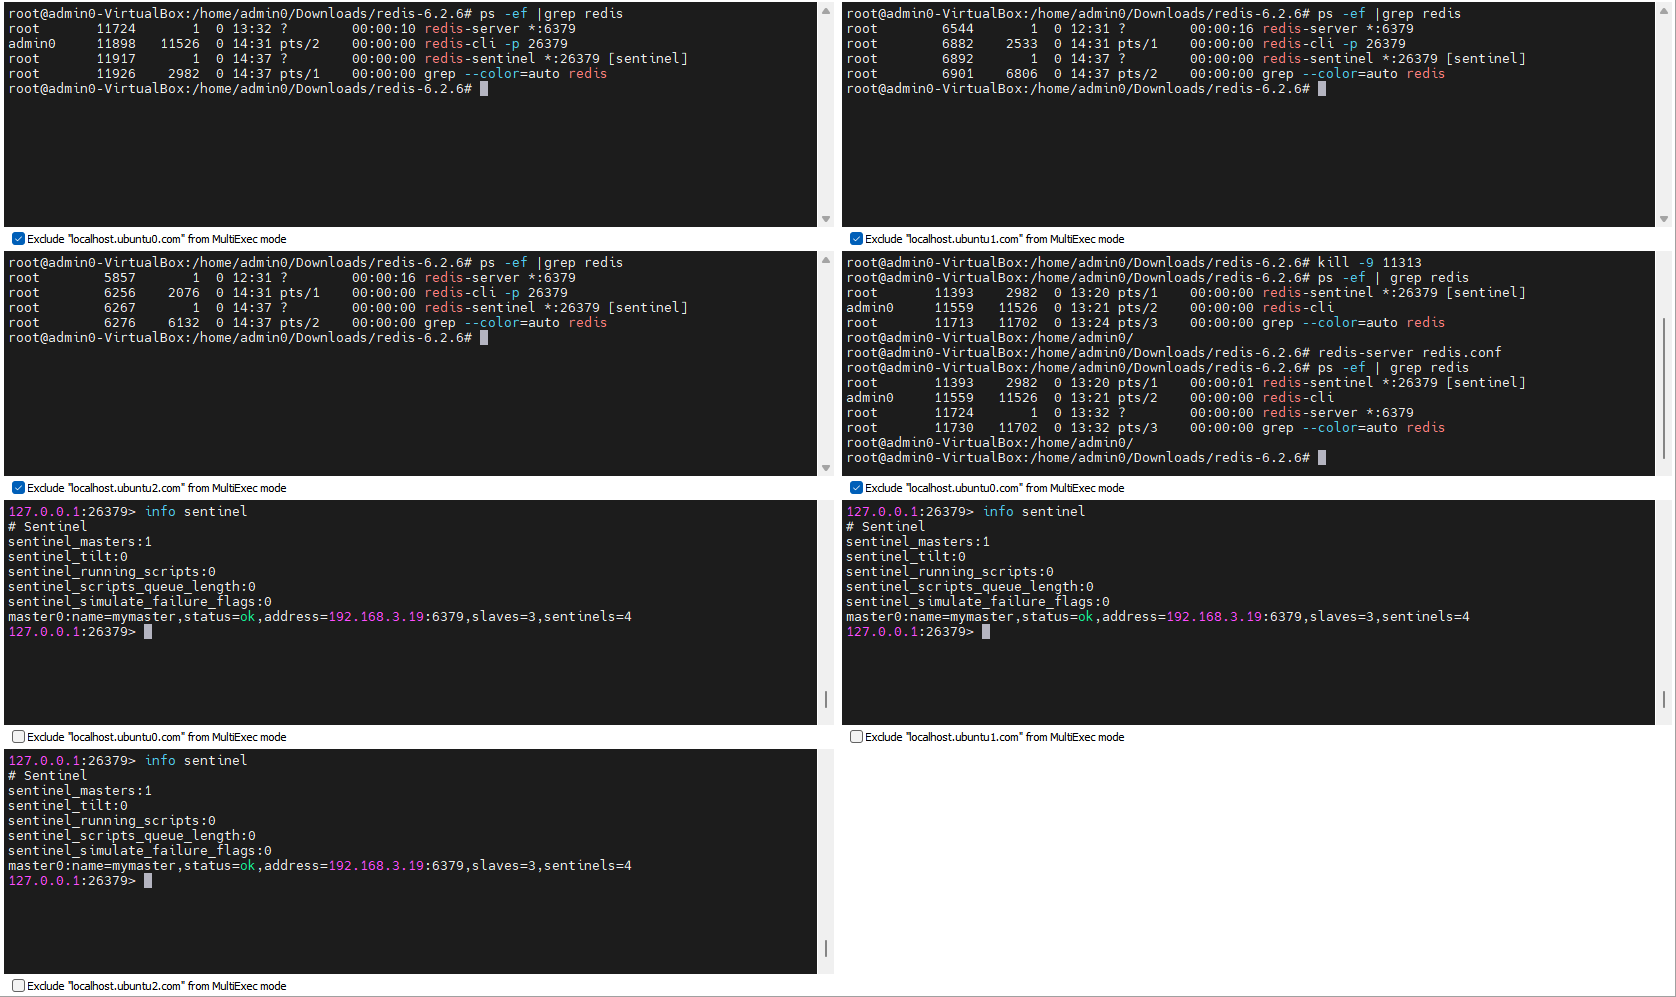 root@admin0-VirtualBox:/home/admin0/Downloads/redis-6.2.6# ps -ef |grep redis
root       11724       1  0 13:32 ?        00:00:10 redis-server *:6379
admin0     11898   11526  0 14:31 pts/2    00:00:00 redis-cli -p 26379
root       11917       1  0 14:37 ?        00:00:00 redis-sentinel *:26379 [sentinel]
root       11926    2982  0 14:37 pts/1    00:00:00 grep --color=auto redis
root@admin0-VirtualBox:/home/admin0/Downloads/redis-6.2.6#
Exclude "localhost.ubuntu0.com" from MultiExec mode
root@admin0-VirtualBox:/home/admin0/Downloads/redis-6.2.6# ps -ef |grep redis
root        6544       1  0 12:31 ?        00:00:16 redis-server *:6379
root        6882    2533  0 14:31 pts/1    00:00:00 redis-cli -p 26379
root        6892       1  0 14:37 ?        00:00:00 redis-sentinel *:26379 [sentinel]
root        6901    6806  0 14:37 pts/2    00:00:00 grep --color=auto redis
root@admin0-VirtualBox:/home/admin0/Downloads/redis-6.2.6#
Exclude "localhost.ubuntu1.com" from MultiExec mode
root@admin0-VirtualBox:/home/admin0/Downloads/redis-6.2.6# ps -ef |grep redis
root        5857       1  0 12:31 ?        00:00:16 redis-server *:6379
root        6256    2076  0 14:31 pts/1    00:00:00 redis-cli -p 26379
root        6267       1  0 14:37 ?        00:00:00 redis-sentinel *:26379 [sentinel]
root        6276    6132  0 14:37 pts/2    00:00:00 grep --color=auto redis
root@admin0-VirtualBox:/home/admin0/Downloads/redis-6.2.6#
Exclude "localhost.ubuntu2.com" from MultiExec mode
root@admin0-VirtualBox:/home/admin0/Downloads/redis-6.2.6# kill -9 11313
root@admin0-VirtualBox:/home/admin0/Downloads/redis-6.2.6# ps -ef | grep redis
root       11393    2982  0 13:20 pts/1    00:00:00 redis-sentinel *:26379 [sentinel]
admin0     11559   11526  0 13:21 pts/2    00:00:00 redis-cli
root       11713   11702  0 13:24 pts/3    00:00:00 grep --color=auto redis
root@admin0-VirtualBox:/home/admin0/
root@admin0-VirtualBox:/home/admin0/Downloads/redis-6.2.6# redis-server redis.conf
root@admin0-VirtualBox:/home/admin0/Downloads/redis-6.2.6# ps -ef | grep redis
root       11393    2982  0 13:20 pts/1    00:00:01 redis-sentinel *:26379 [sentinel]
admin0     11559   11526  0 13:21 pts/2    00:00:00 redis-cli
root       11724       1  0 13:32 ?        00:00:00 redis-server *:6379
root       11730   11702  0 13:32 pts/3    00:00:00 grep --color=auto redis
root@admin0-VirtualBox:/home/admin0/
root@admin0-VirtualBox:/home/admin0/Downloads/redis-6.2.6#
Exclude "localhost.ubuntu0.com" from MultiExec mode
127.0.0.1:26379> info sentinel
# Sentinel
sentinel_masters:1
sentinel_tilt:0
sentinel_running_scripts:0
sentinel_scripts_queue_length:0
sentinel_simulate_failure_flags:0
master0:name=mymaster,status=ok,address=192.168.3.19:6379,slaves=3,sentinels=4
127.0.0.1:26379>
Exclude "localhost.ubuntu0.com" from MultiExec mode
127.0.0.1:26379> info sentinel
# Sentinel
sentinel_masters:1
sentinel_tilt:0
sentinel_running_scripts:0
sentinel_scripts_queue_length:0
sentinel_simulate_failure_flags:0
master0:name=mymaster,status=ok,address=192.168.3.19:6379,slaves=3,sentinels=4
127.0.0.1:26379>
Exclude "localhost.ubuntu1.com" from MultiExec mode
127.0.0.1:26379> info sentinel
# Sentinel
sentinel_masters:1
sentinel_tilt:0
sentinel_running_scripts:0
sentinel_scripts_queue_length:0
sentinel_simulate_failure_flags:0
master0:name=mymaster,status=ok,address=192.168.3.19:6379,slaves=3,sentinels=4
127.0.0.1:26379>
Exclude "localhost.ubuntu2.com" from MultiExec mode